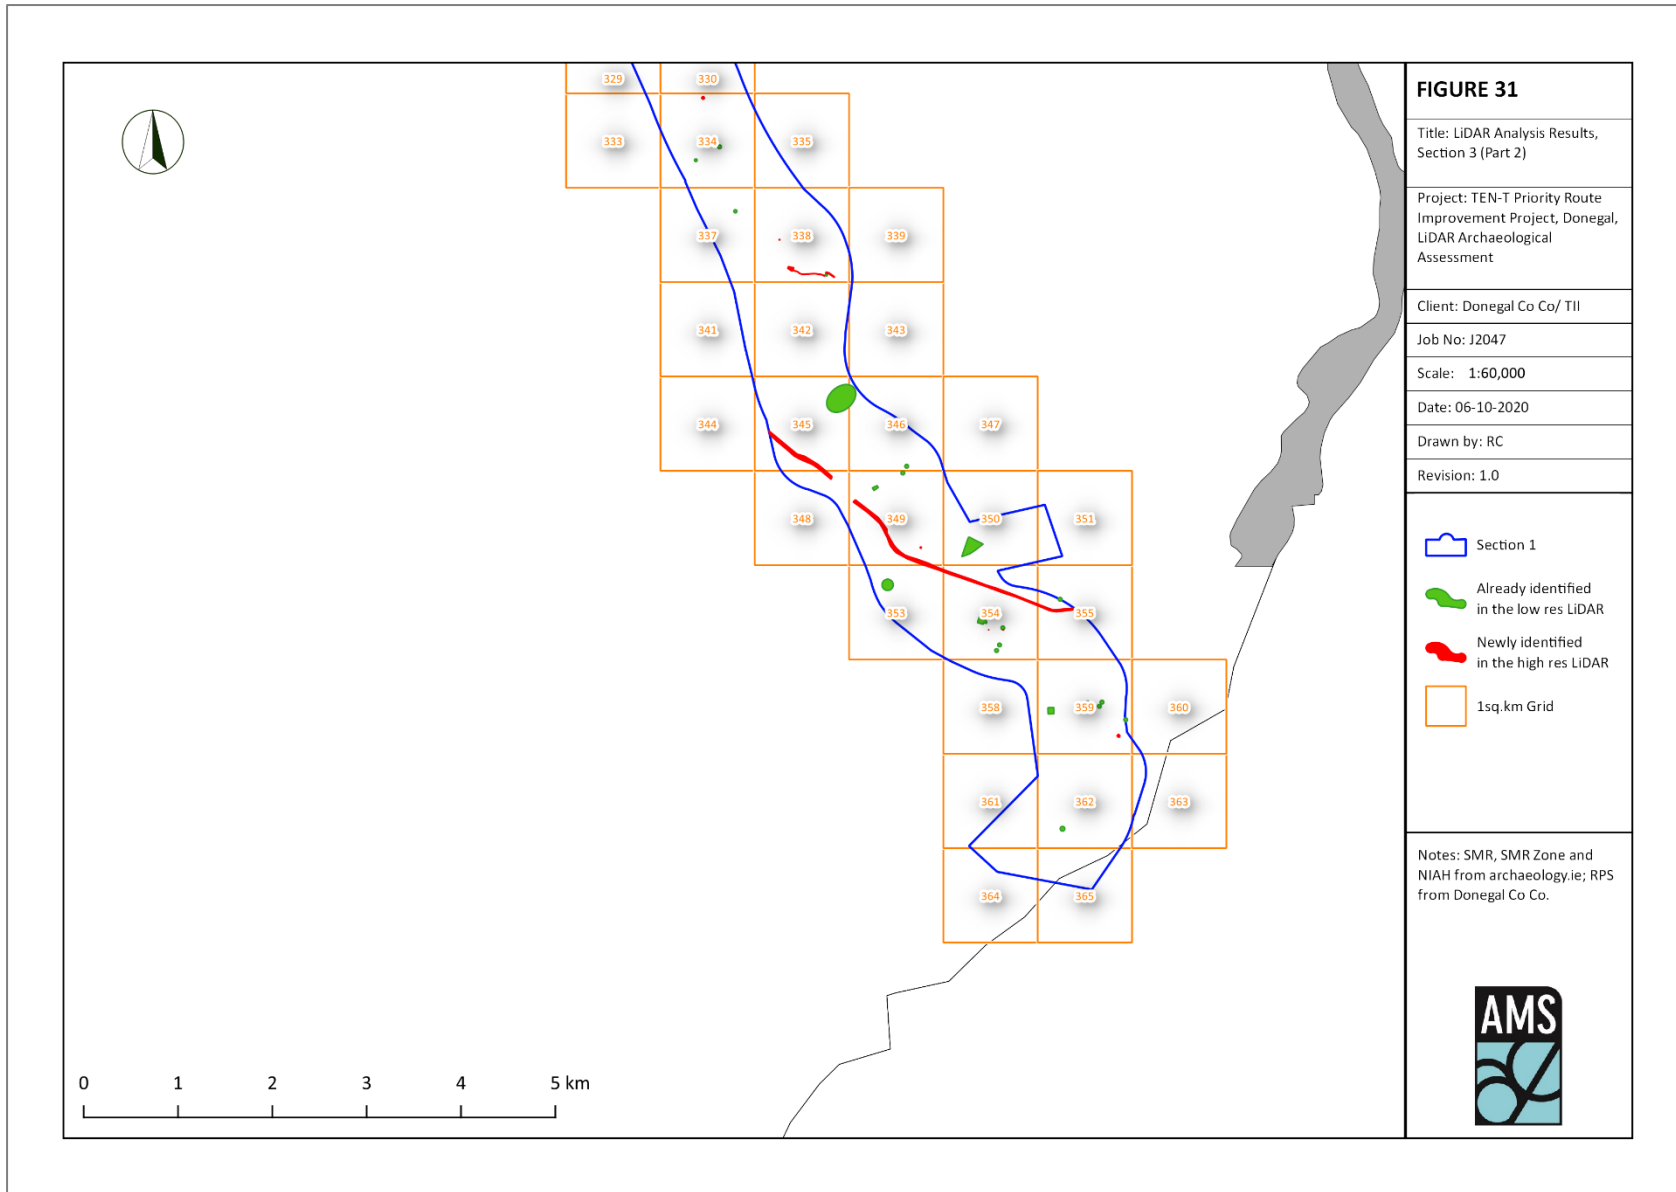 329
330
333
334
335
337
338
339
341
342
343
344
345
346
347
348
349
350
351
353
354
355
358
359
360
361
362
363
364
365
0 1 2 3 4 5 km
FIGURE 31
Title: LiDAR Analysis Results,
Section 3 (Part 2)
Project: TEN-T Priority Route
Improvement Project, Donegal,
LiDAR Archaeological
Assessment
Client: Donegal Co Co/ TII
Job No: J2047
Scale: 1:60,000
Date: 06-10-2020
Drawn by: RC
Revision: 1.0
Section 1
Already identified
in the low res LiDAR
Newly identified
in the high res LiDAR
1sq.km Grid
Notes: SMR, SMR Zone and
NIAH from archaeology.ie; RPS
from Donegal Co Co.
AMS